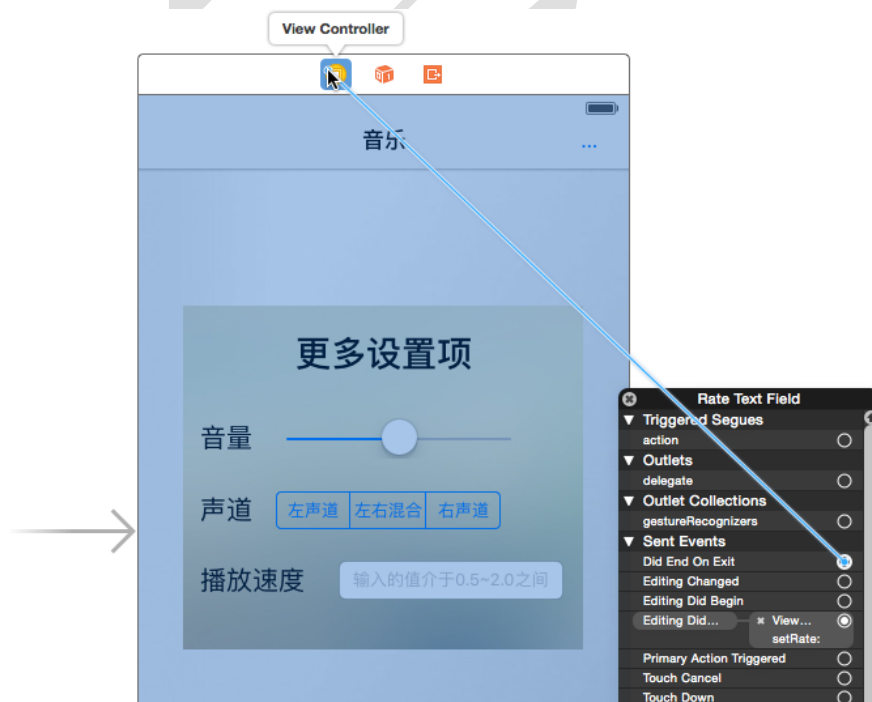 View Controller
音乐
...
更多设置项
音量
声道 左声道 左右混合 右声道
播放速度 输入的值介于0.5~2.0之间
Rate Text Field
Triggered Segues
action
Outlets
delegate
Outlet Collections
gestureRecognizers
Sent Events
Did End On Exit
Editing Changed
Editing Did Begin
Editing Did... View...
setRate:
Primary Action Triggered
Touch Cancel
Touch Down